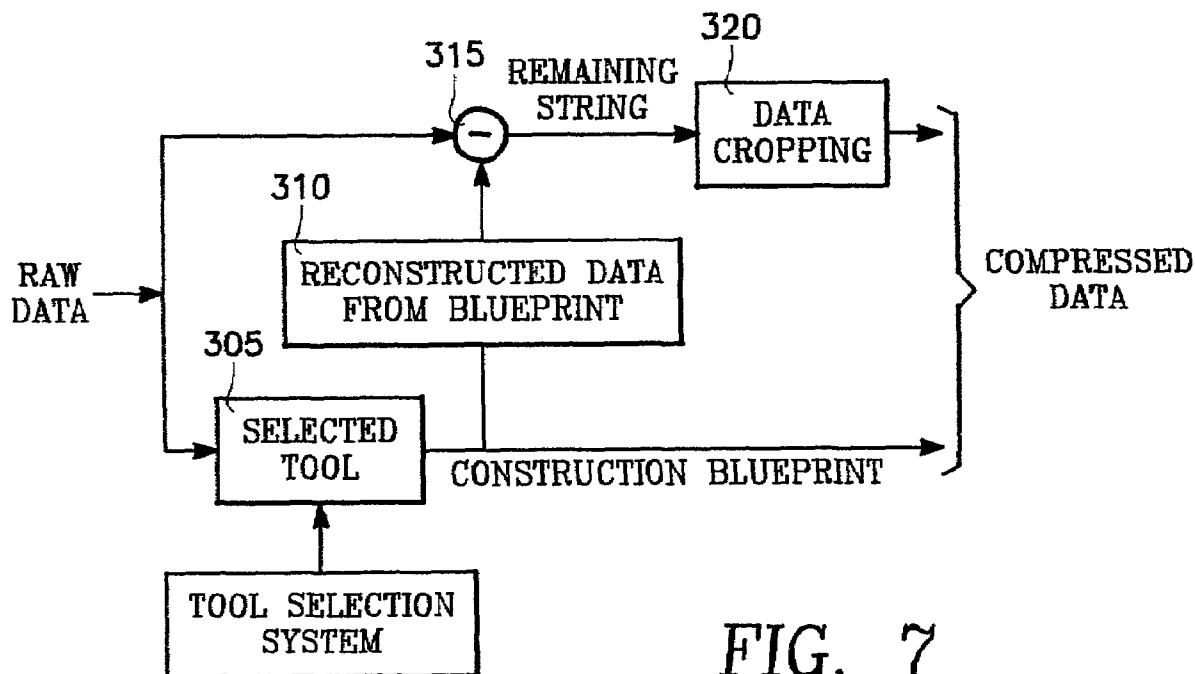 320
315
REMAINING
STRING
DATA
CROPPING
310
RAW
DATA
RECONSTRUCTED DATA
FROM BLUEPRINT
COMPRESSED
DATA
305
SELECTED
TOOL
CONSTRUCTION BLUEPRINT
TOOL SELECTION
SYSTEM
FIG. 7